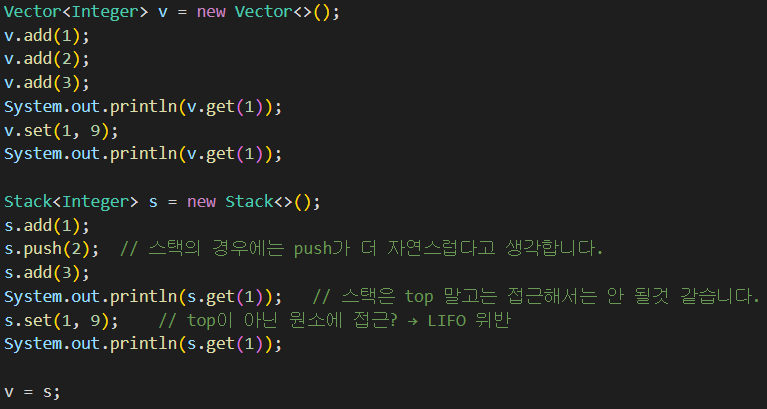 Vector<Integer> v = new Vector<>();
v.add(1);
v.add(2);
v.add(3);
System.out.println(v.get(1));
v.set(1, 9);
System.out.println(v.get(1));

Stack<Integer> s = new Stack<>();
s.add(1);
s.push(2);  // 스택의 경우에는 push가 더 자연스럽다고 생각합니다.
s.add(3);
System.out.println(s.get(1));   // 스택은 top 말고는 접근해서는 안 될것 같습니다.
s.set(1, 9);    // top이 아닌 원소에 접근? → LIFO 위반
System.out.println(s.get(1));

v = s;